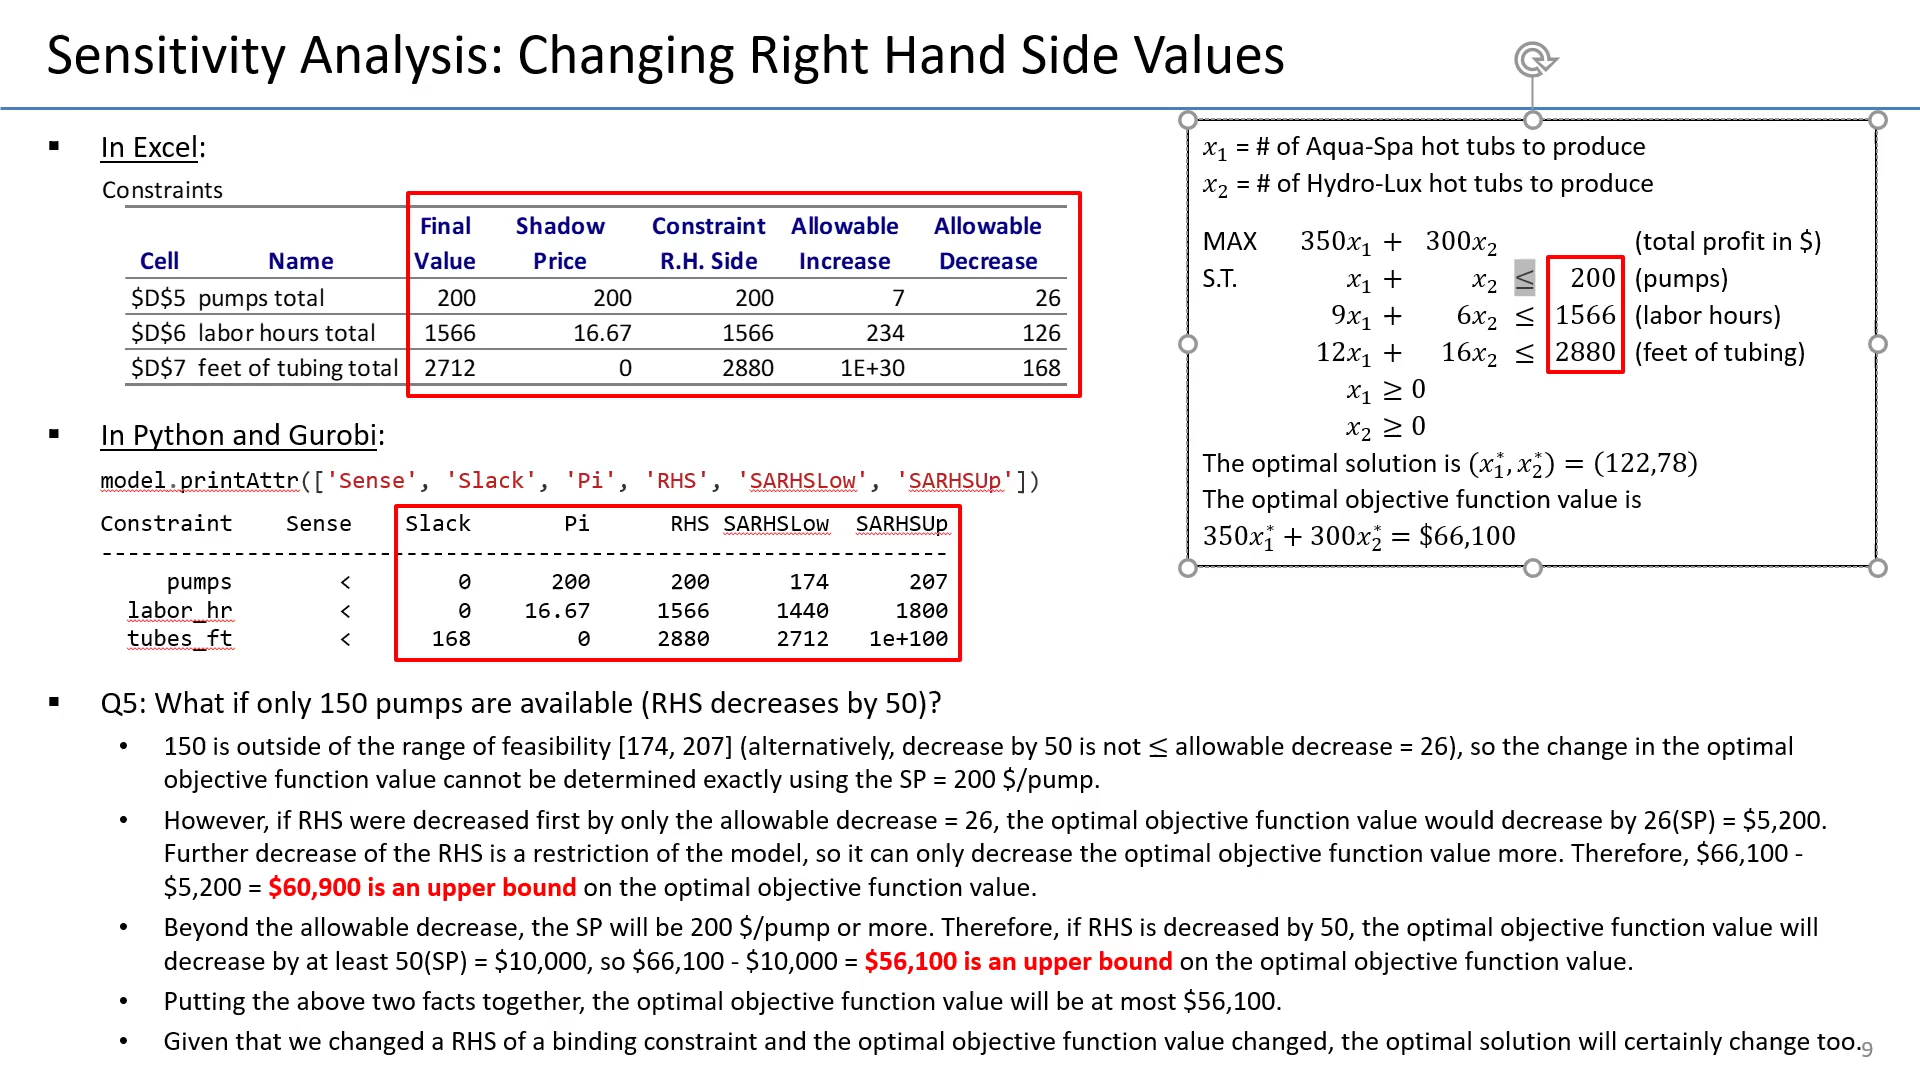 Sensitivity Analysis: Changing Right Hand Side Values
▪ In Excel:
Constraints
Final Shadow Constraint Allowable Allowable
Cell Name Value Price R.H. Side Increase Decrease
$D$5 pumps total 200 200 200 7 26
$D$6 labor hours total 1566 16.67 1566 234 126
$D$7 feet of tubing total 2712 0 2880 1E+30 168
▪ In Python and Gurobi:
model.printAttr(['Sense', 'Slack', 'Pi', 'RHS', 'SARHSLow', 'SARHSUp'])
Constraint Sense Slack Pi RHS SARHSLow SARHSUp
----------------------------------------------------------------
pumps < 0 200 200 174 207
labor_hr < 0 16.67 1566 1440 1800
tubes_ft < 168 0 2880 2712 1e+100
x₁ = # of Aqua-Spa hot tubs to produce
x₂ = # of Hydro-Lux hot tubs to produce
MAX 350x₁ + 300x₂ (total profit in $)
S.T. x₁ + x₂ ≤ 200 (pumps)
9x₁ + 6x₂ ≤ 1566 (labor hours)
12x₁ + 16x₂ ≤ 2880 (feet of tubing)
x₁ ≥ 0
x₂ ≥ 0
The optimal solution is (x₁*, x₂*) = (122,78)
The optimal objective function value is
350x₁* + 300x₂* = $66,100
▪ Q5: What if only 150 pumps are available (RHS decreases by 50)?
• 150 is outside of the range of feasibility [174, 207] (alternatively, decrease by 50 is not ≤ allowable decrease = 26), so the change in the optimal
objective function value cannot be determined exactly using the SP = 200 $/pump.
• However, if RHS were decreased first by only the allowable decrease = 26, the optimal objective function value would decrease by 26(SP) = $5,200.
Further decrease of the RHS is a restriction of the model, so it can only decrease the optimal objective function value more. Therefore, $66,100 -
$5,200 = $60,900 is an upper bound on the optimal objective function value.
• Beyond the allowable decrease, the SP will be 200 $/pump or more. Therefore, if RHS is decreased by 50, the optimal objective function value will
decrease by at least 50(SP) = $10,000, so $66,100 - $10,000 = $56,100 is an upper bound on the optimal objective function value.
• Putting the above two facts together, the optimal objective function value will be at most $56,100.
• Given that we changed a RHS of a binding constraint and the optimal objective function value changed, the optimal solution will certainly change too.
9